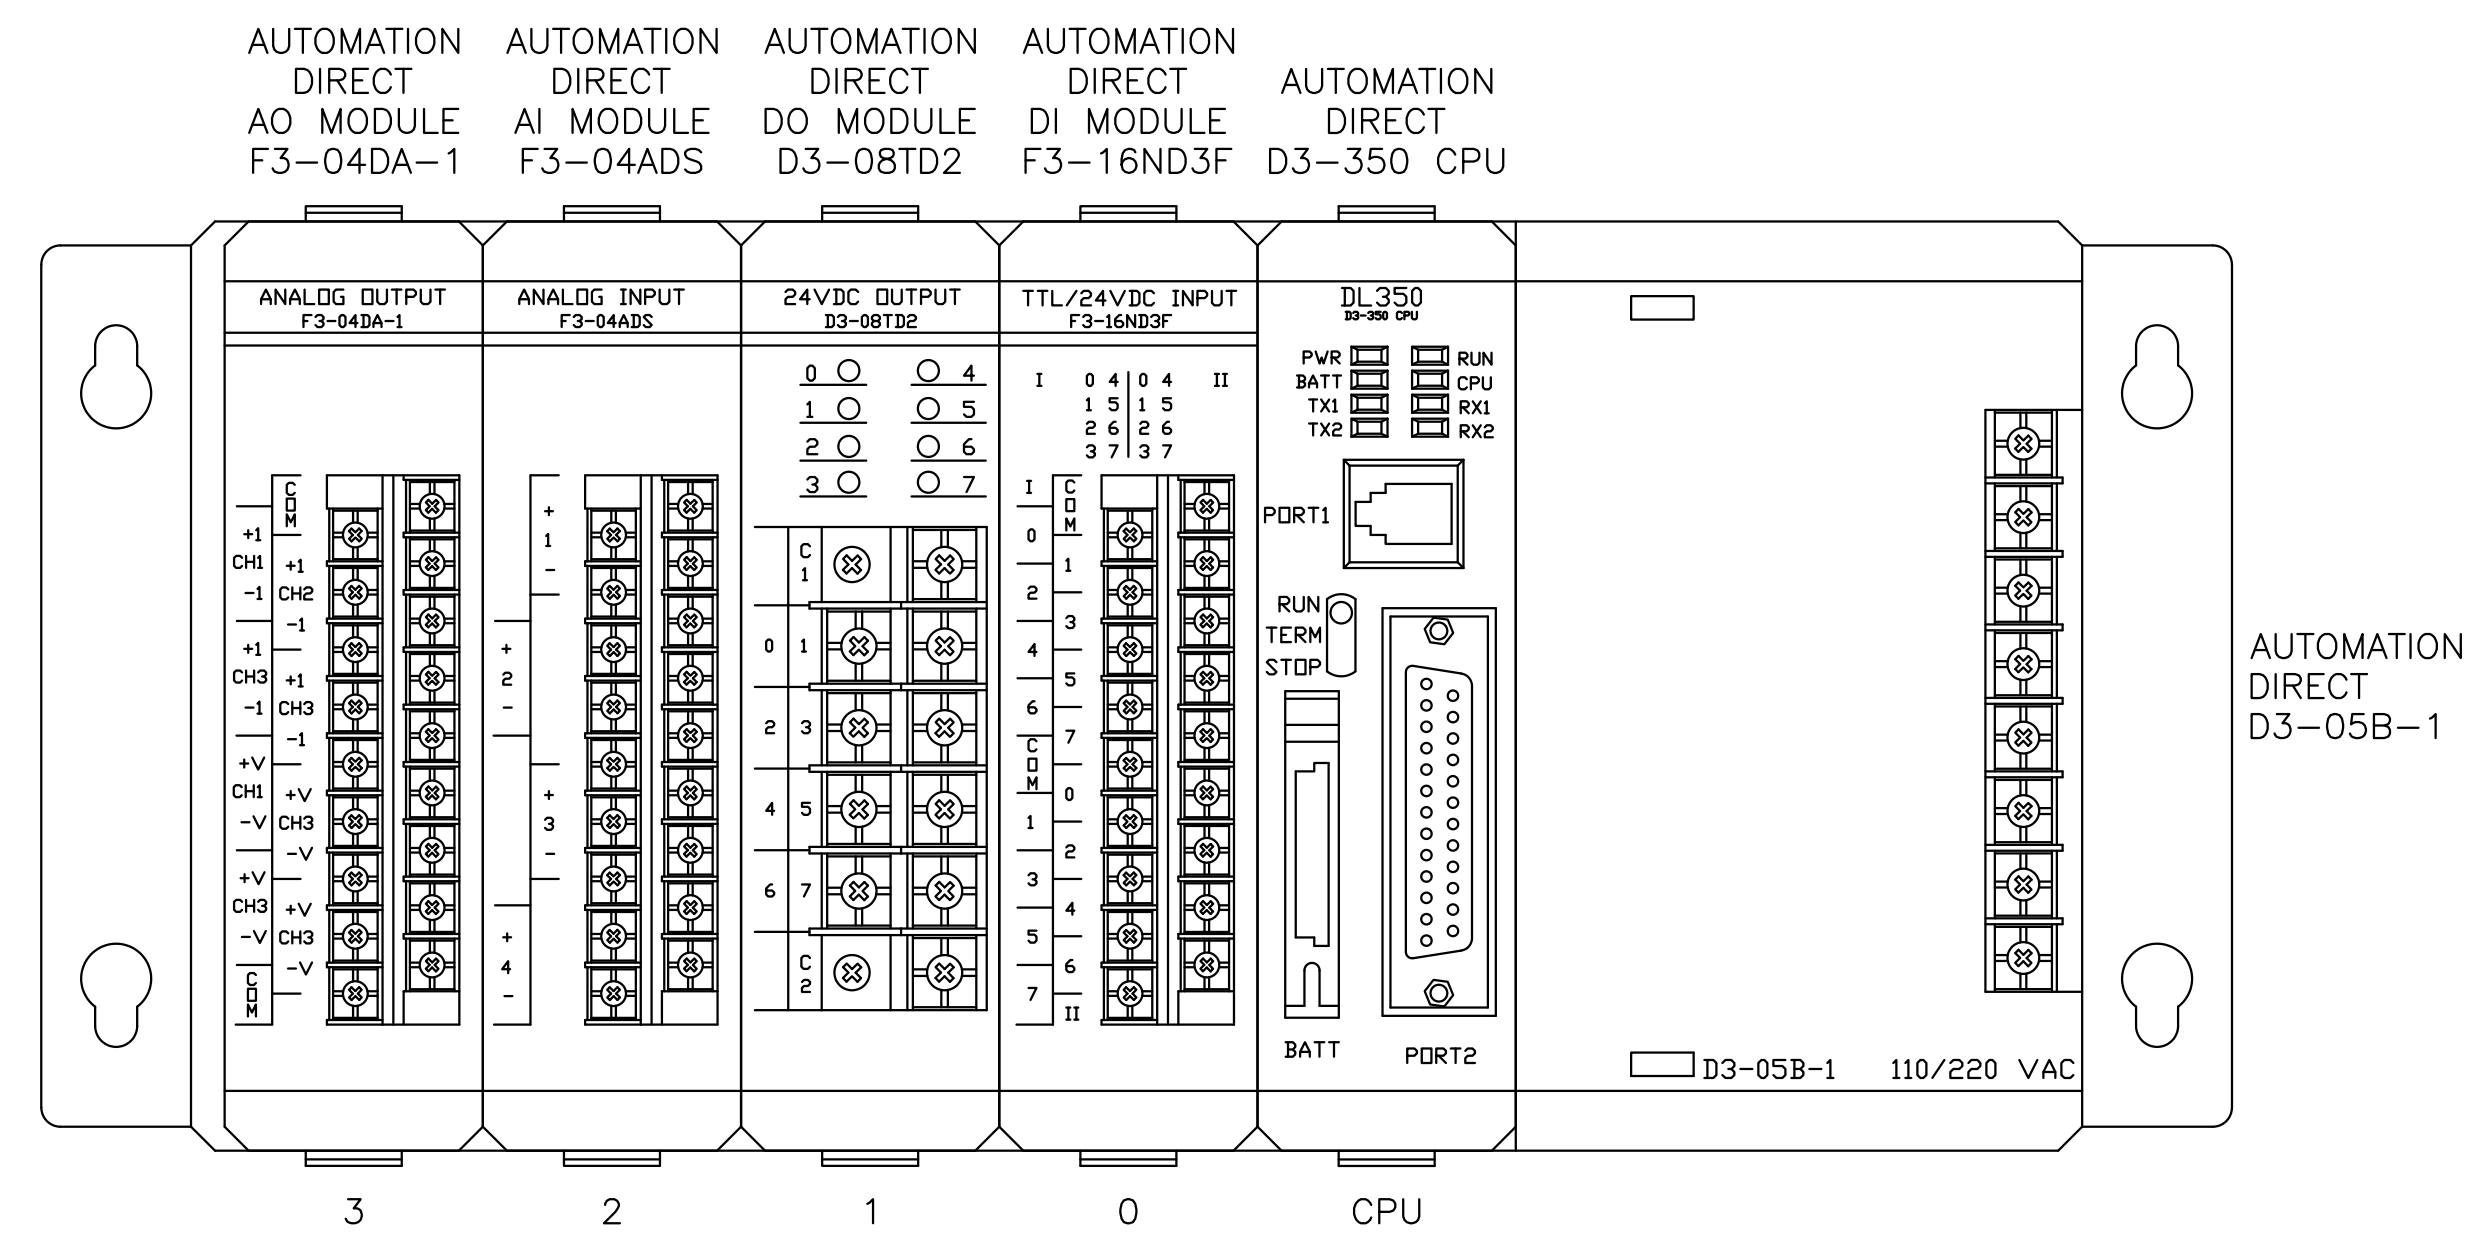 AUTOMATION
DIRECT
AO MODULE
F3-04DA-1
AUTOMATION
DIRECT
AI MODULE
F3-04ADS
AUTOMATION
DIRECT
DO MODULE
D3-08TD2
AUTOMATION
DIRECT
DI MODULE
F3-16ND3F
AUTOMATION
DIRECT
D3-350 CPU
ANALOG OUTPUT
F3-04DA-1
COM
+1
CH1
-1
+1
CH3
-1
+V
CH1
-V
+V
CH3
-V
COM
+1
CH2
-1
+1
CH3
-1
+V
CH3
-V
+V
CH3
-V
ANALOG INPUT
F3-04ADS
+
1
-
+
2
-
+
3
-
+
4
-
24VDC OUTPUT
D3-08TD2
0 4
1 5
2 6
3 7
C1
0 1
2 3
4 5
6 7
C2
TTL/24VDC INPUT
F3-16ND3F
I 0 4 0 4 II
1 5 1 5
2 6 2 6
3 7 3 7
I COM
0
1
2
3
4
5
6
7
COM
0
1
2
3
4
5
6
7
II
DL350
D3-350 CPU
PWR RUN
BATT CPU
TX1 RX1
TX2 RX2
PORT1
RUN
TERM
STOP
BATT
PORT2
D3-05B-1 110/220 VAC
AUTOMATION
DIRECT
D3-05B-1
3 2 1 0 CPU